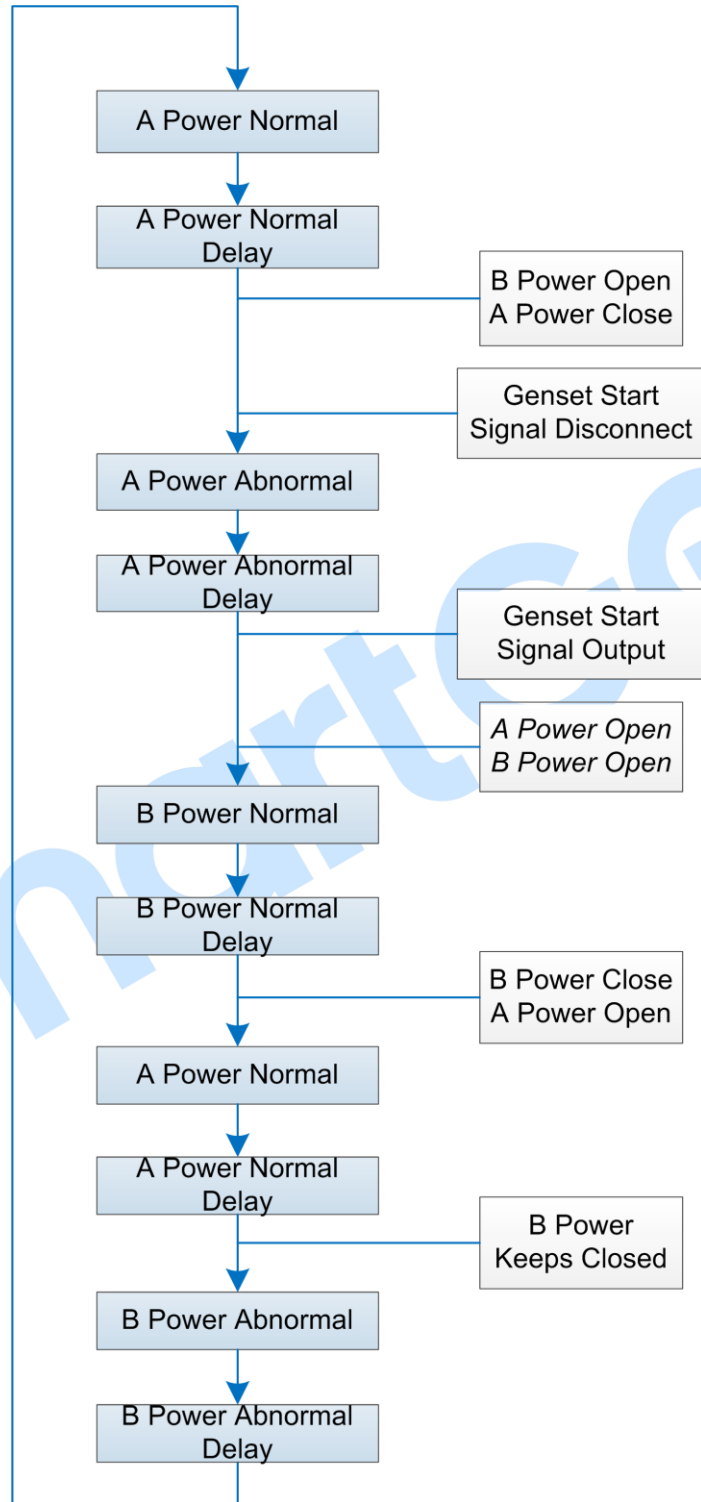 A Power Normal
A Power Normal
Delay
B Power Open
A Power Close
Genset Start
Signal Disconnect
A Power Abnormal
A Power Abnormal
Delay
Genset Start
Signal Output
A Power Open
B Power Open
B Power Normal
B Power Normal
Delay
B Power Close
A Power Open
A Power Normal
A Power Normal
Delay
B Power
Keeps Closed
B Power Abnormal
B Power Abnormal
Delay